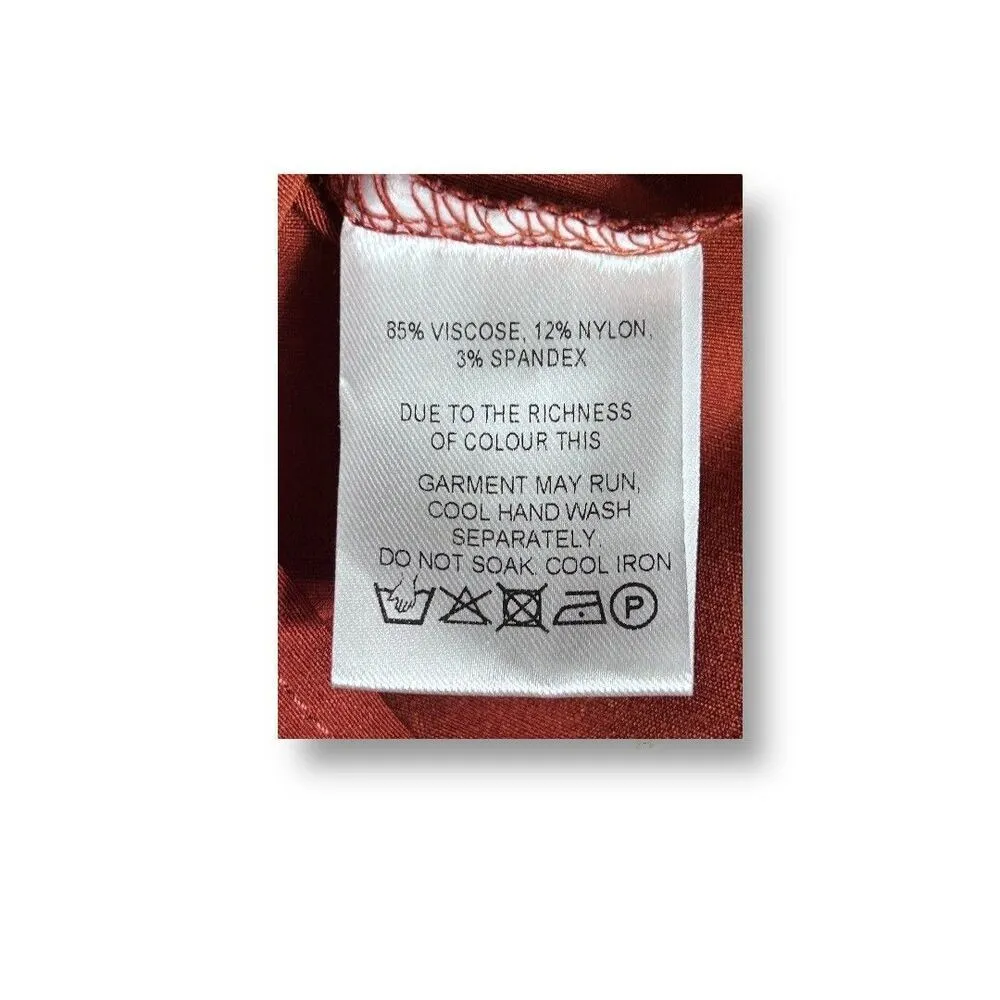 85% VISCOSE, 12% NYLON,
3% SPANDEX
DUE TO THE RICHNESS
OF COLOUR THIS
GARMENT MAY RUN,
COOL HAND WASH
SEPARATELY.
DO NOT SOAK. COOL IRON
P